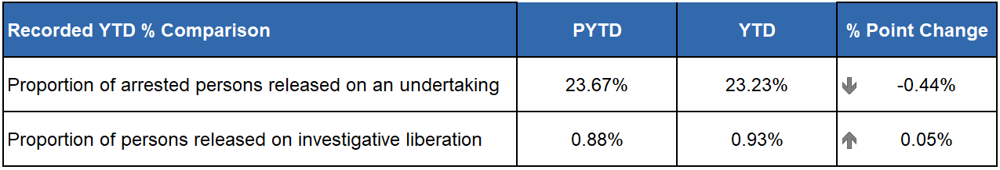 Recorded YTD % Comparison PYTD YTD % Point Change
Proportion of arrested persons released on an undertaking 23.67% 23.23% -0.44%
Proportion of persons released on investigative liberation 0.88% 0.93% 0.05%